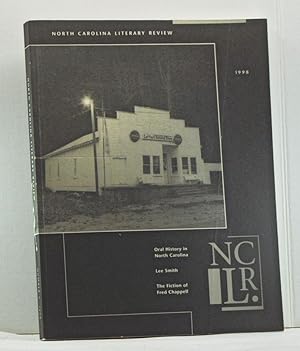 NORTH CAROLINA LITERARY REVIEW
1998
Oral History in
North Carolina
Lee Smith
The Fiction of
Fred Chappell
NC
LR.